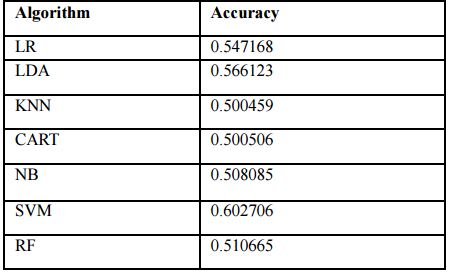 Algorithm Accuracy
LR 0.547168
LDA 0.566123
KNN 0.500459
CART 0.500506
NB 0.508085
SVM 0.602706
RF 0.510665